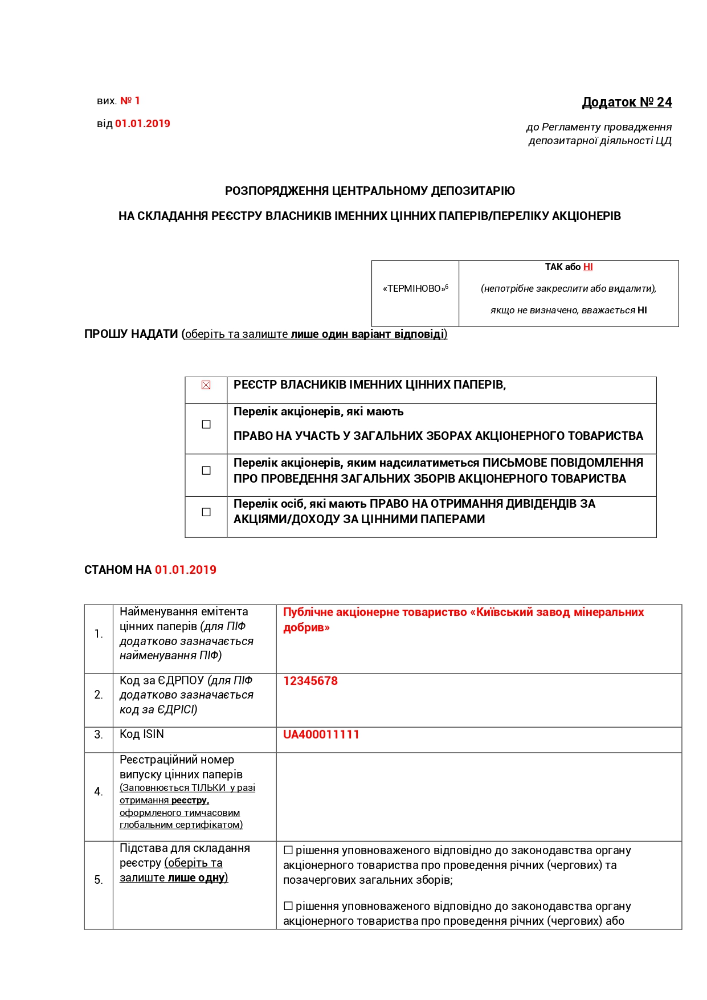 вих. № 1
від 01.01.2019
Додаток № 24
до Регламенту провадження
депозитарної діяльності ЦД
РОЗПОРЯДЖЕННЯ ЦЕНТРАЛЬНОМУ ДЕПОЗИТАРІЮ
НА СКЛАДАННЯ РЕЄСТРУ ВЛАСНИКІВ ІМЕННИХ ЦІННИХ ПАПЕРІВ/ПЕРЕЛІКУ АКЦІОНЕРІВ
«ТЕРМІНОВО»⁶
ТАК або НІ
(непотрібне закреслити або видалити),
якщо не визначено, вважається НІ
ПРОШУ НАДАТИ (оберіть та залиште лише один варіант відповіді)
☒ РЕЄСТР ВЛАСНИКІВ ІМЕННИХ ЦІННИХ ПАПЕРІВ,
☐ Перелік акціонерів, які мають
ПРАВО НА УЧАСТЬ У ЗАГАЛЬНИХ ЗБОРАХ АКЦІОНЕРНОГО ТОВАРИСТВА
☐ Перелік акціонерів, яким надсилатиметься ПИСЬМОВЕ ПОВІДОМЛЕННЯ
ПРО ПРОВЕДЕННЯ ЗАГАЛЬНИХ ЗБОРІВ АКЦІОНЕРНОГО ТОВАРИСТВА
☐ Перелік осіб, які мають ПРАВО НА ОТРИМАННЯ ДИВІДЕНДІВ ЗА
АКЦІЯМИ/ДОХОДУ ЗА ЦІННИМИ ПАПЕРАМИ
СТАНОМ НА 01.01.2019
1.
Найменування емітента
цінних паперів (для ПІФ
додатково зазначається
найменування ПІФ)
Публічне акціонерне товариство «Київський завод мінеральних
добрив»
2.
Код за ЄДРПОУ (для ПІФ
додатково зазначається
код за ЄДРІСІ)
12345678
3.
Код ISIN
UA400011111
4.
Реєстраційний номер
випуску цінних паперів
(Заповнюється ТІЛЬКИ у разі
отримання реєстру,
оформленого тимчасовим
глобальним сертифікатом)
5.
Підстава для складання
реєстру (оберіть та
залиште лише одну)
☐ рішення уповноваженого відповідно до законодавства органу
акціонерного товариства про проведення річних (чергових) та
позачергових загальних зборів;
☐ рішення уповноваженого відповідно до законодавства органу
акціонерного товариства про проведення річних (чергових) або